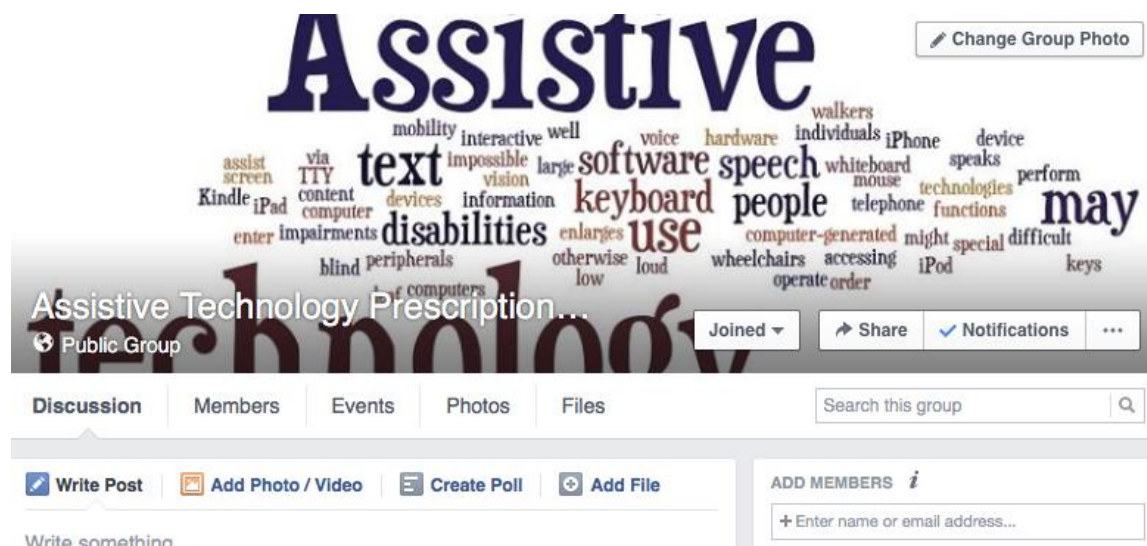 Assistive
Change Group Photo
walkers
mobility interactive well voice hardware individuals iPhone device
assist via text impossible large software speech whiteboard speaks
screen TTY vision mouse technologies perform
Kindle iPad content devices information keyboard people telephone functions may
computer
enter impairments disabilities enlarges use computer-generated might special difficult
blind peripherals otherwise loud wheelchairs accessing iPod keys
low operate order
computers
technology
Assistive Technology Prescription...
Public Group
Joined
Share
Notifications
...
Discussion Members Events Photos Files
Search this group
Write Post Add Photo / Video Create Poll Add File
ADD MEMBERS i
+ Enter name or email address...
Write something